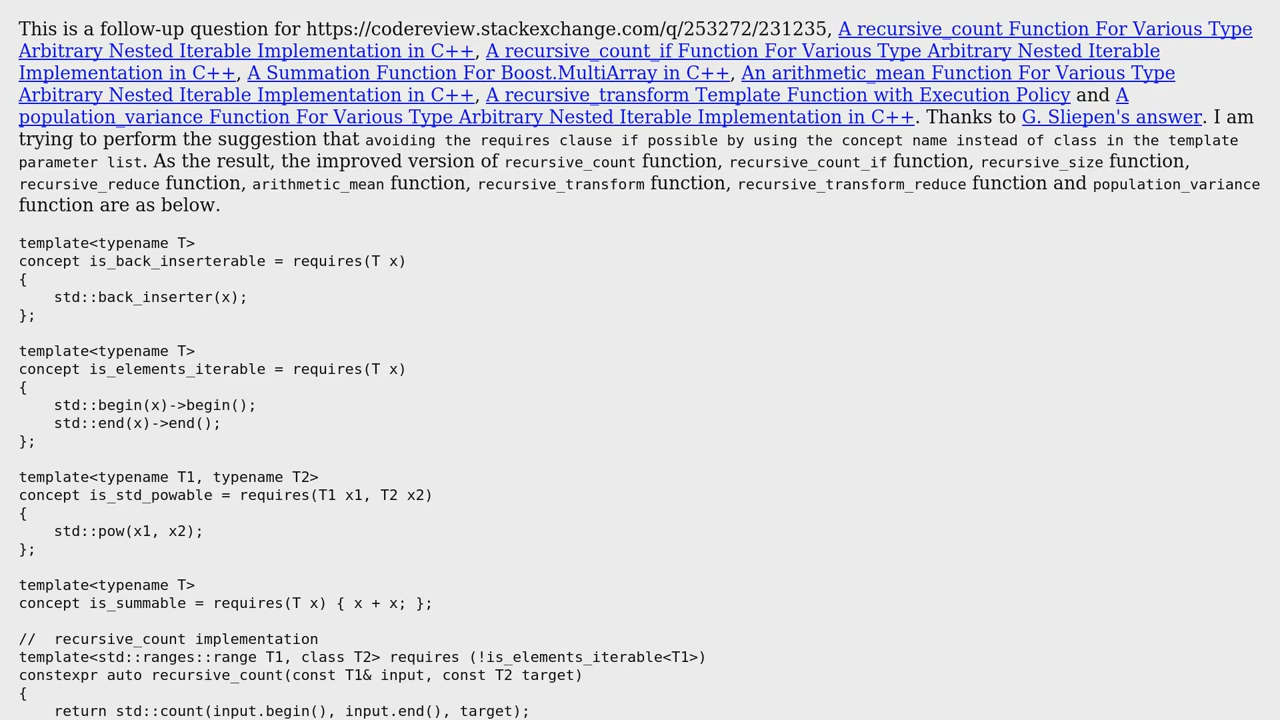 This is a follow-up question for https://codereview.stackexchange.com/q/253272/231235, A recursive_count Function For Various Type
Arbitrary Nested Iterable Implementation in C++, A recursive_count_if Function For Various Type Arbitrary Nested Iterable
Implementation in C++, A Summation Function For Boost.MultiArray in C++, An arithmetic_mean Function For Various Type
Arbitrary Nested Iterable Implementation in C++, A recursive_transform Template Function with Execution Policy and A
population_variance Function For Various Type Arbitrary Nested Iterable Implementation in C++. Thanks to G. Sliepen's answer. I am
trying to perform the suggestion that avoiding the requires clause if possible by using the concept name instead of class in the template
parameter list. As the result, the improved version of recursive_count function, recursive_count_if function, recursive_size function,
recursive_reduce function, arithmetic_mean function, recursive_transform function, recursive_transform_reduce function and population_variance
function are as below.
template<typename T>
concept is_back_inserterable = requires(T x)
{
    std::back_inserter(x);
};
template<typename T>
concept is_elements_iterable = requires(T x)
{
    std::begin(x)->begin();
    std::end(x)->end();
};
template<typename T1, typename T2>
concept is_std_powable = requires(T1 x1, T2 x2)
{
    std::pow(x1, x2);
};
template<typename T>
concept is_summable = requires(T x) { x + x; };
//  recursive_count implementation
template<std::ranges::range T1, class T2> requires (!is_elements_iterable<T1>)
constexpr auto recursive_count(const T1& input, const T2 target)
{
    return std::count(input.begin(), input.end(), target);